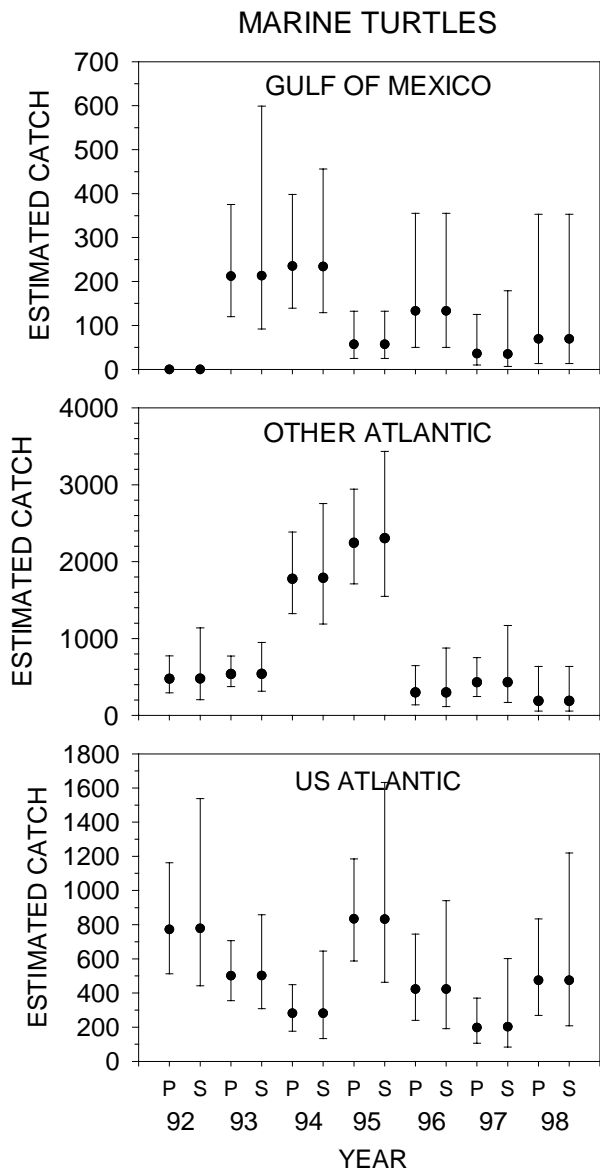 MARINE TURTLES
GULF OF MEXICO
ESTIMATED CATCH
700
600
500
400
300
200
100
0
OTHER ATLANTIC
ESTIMATED CATCH
4000
3000
2000
1000
0
US ATLANTIC
ESTIMATED CATCH
1800
1600
1400
1200
1000
800
600
400
200
0
P S P S P S P S P S P S P S
92 93 94 95 96 97 98
YEAR